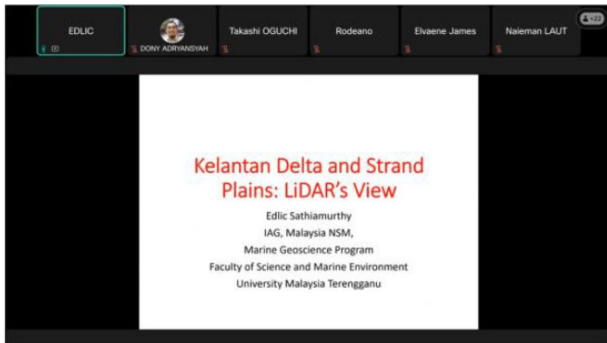 EDLIC
DONY ADRYANSYAH
Takashi OGUCHI
Rodeano
Elvaene James
Naieman LAUT
+22
Kelantan Delta and Strand
Plains: LiDAR's View
Edlic Sathiamurthy
IAG, Malaysia NSM,
Marine Geoscience Program
Faculty of Science and Marine Environment
University Malaysia Terengganu